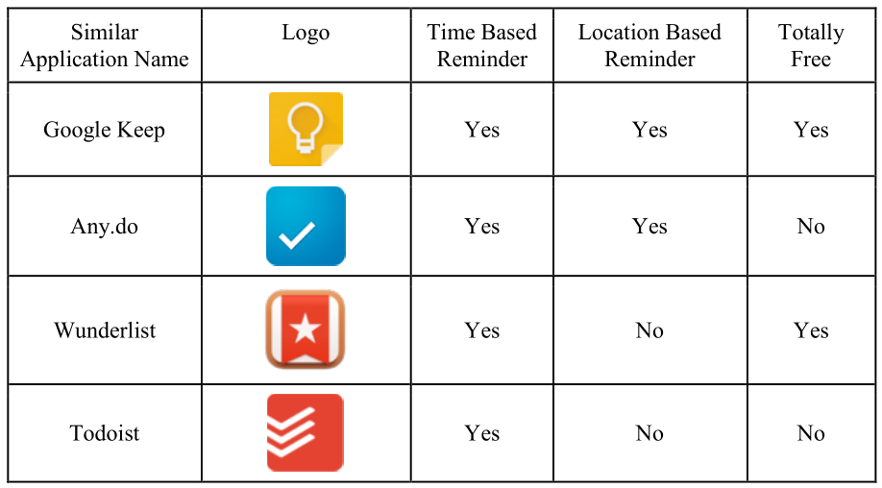 Similar
Application Name
Logo
Time Based
Reminder
Location Based
Reminder
Totally
Free
Google Keep
Yes
Yes
Yes
Any.do
Yes
Yes
No
Wunderlist
Yes
No
Yes
Todoist
Yes
No
No